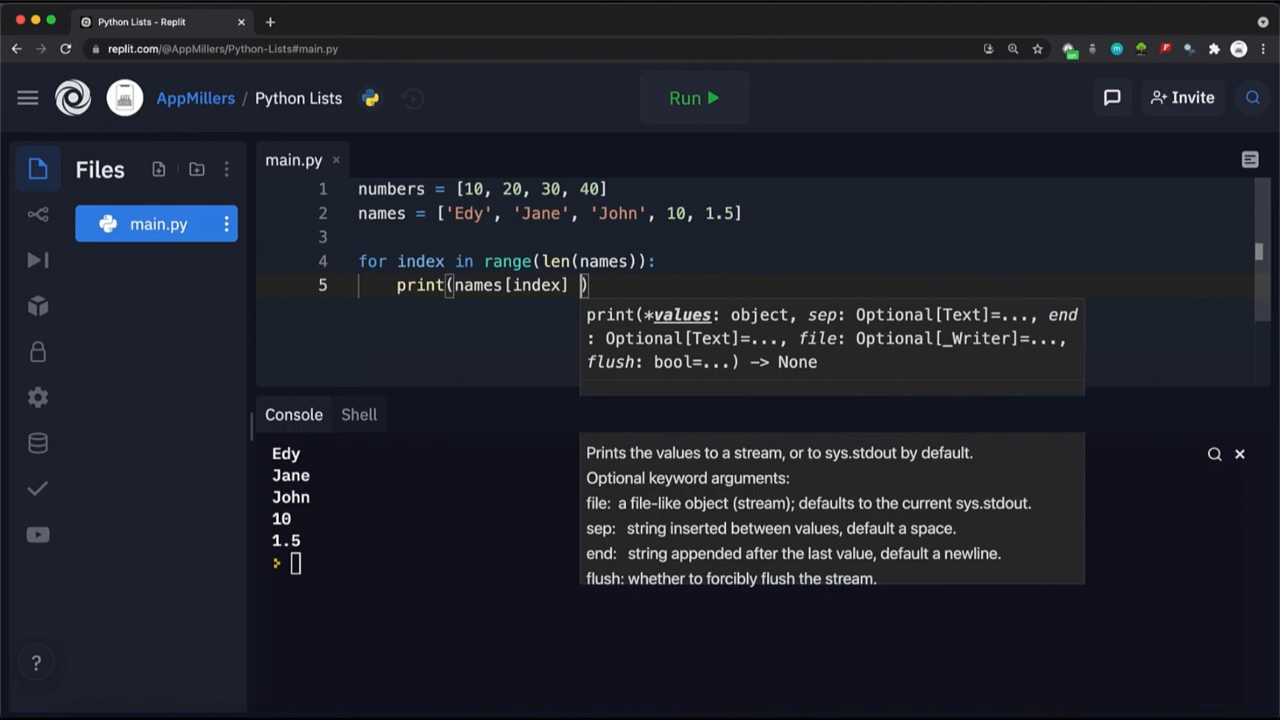 Python Lists - Replit
replit.com/@AppMillers/Python-Lists#main.py
on
AppMillers / Python Lists
Run
Invite
Files
main.py
main.py
1 numbers = [10, 20, 30, 40]
2 names = ['Edy', 'Jane', 'John', 10, 1.5]
3
4 for index in range(len(names)):
5 print(names[index] )
print(*values: object, sep: Optional[Text]=..., end
: Optional[Text]=..., file: Optional[_Writer]=...,
flush: bool=...) -> None
Console Shell
Edy
Jane
John
10
1.5
Prints the values to a stream, or to sys.stdout by default.
Optional keyword arguments:
file: a file-like object (stream); defaults to the current sys.stdout.
sep: string inserted between values, default a space.
end: string appended after the last value, default a newline.
flush: whether to forcibly flush the stream.
?